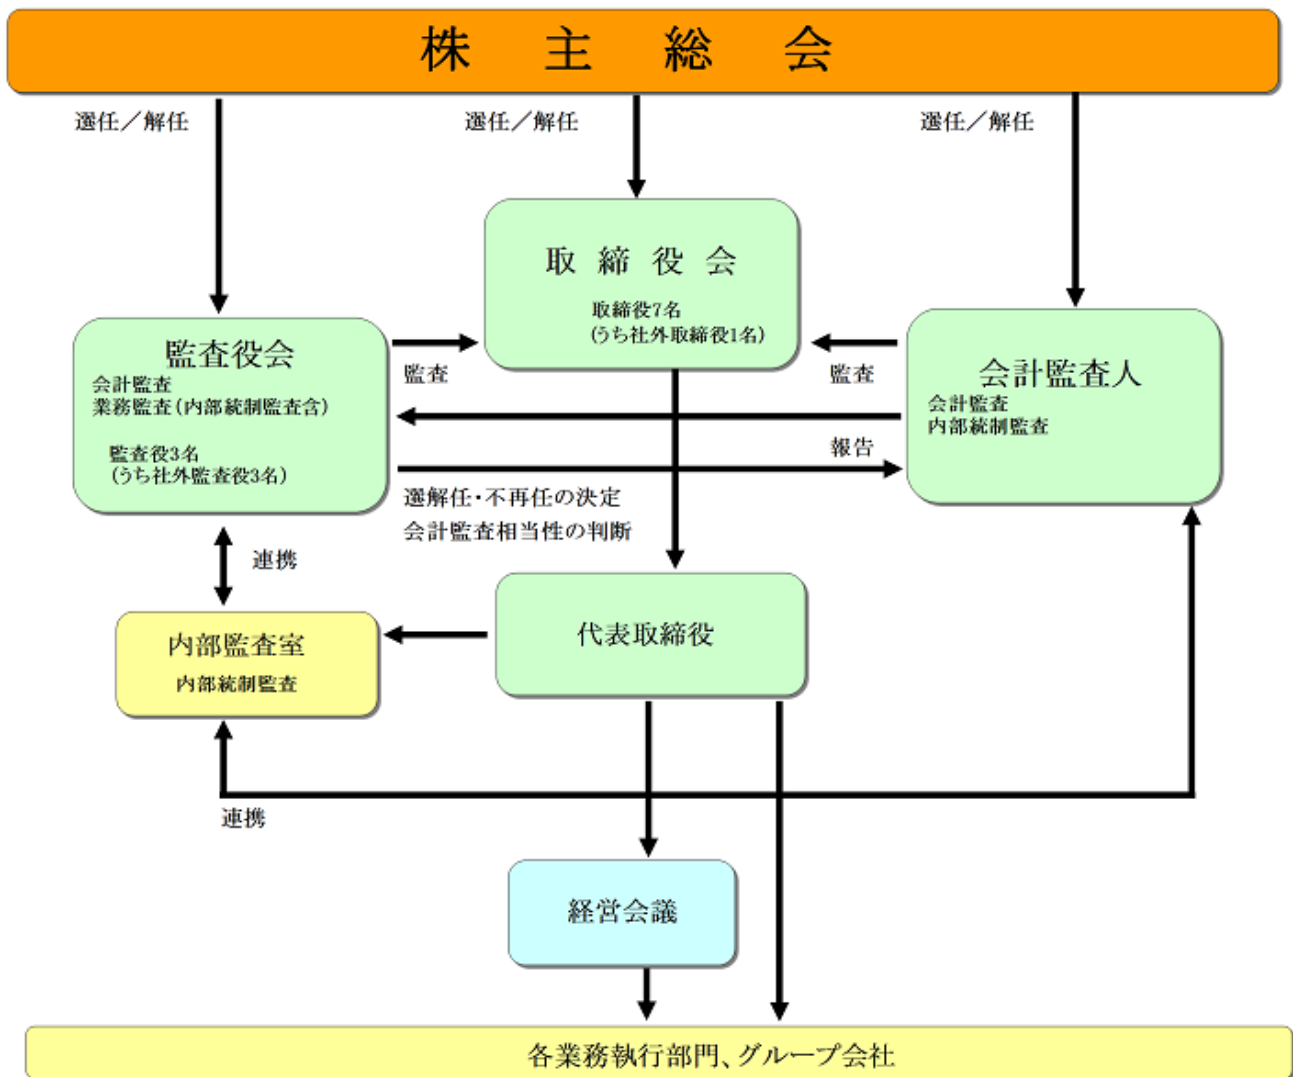 株主総会
選任／解任
選任／解任
選任／解任
取締役会
取締役7名
(うち社外取締役1名)
監査役会
会計監査
業務監査(内部統制監査含)
監査役3名
(うち社外監査役3名)
監査
監査
会計監査人
会計監査
内部統制監査
報告
選解任・不再任の決定
会計監査相当性の判断
連携
内部監査室
内部統制監査
代表取締役
連携
経営会議
各業務執行部門、グループ会社